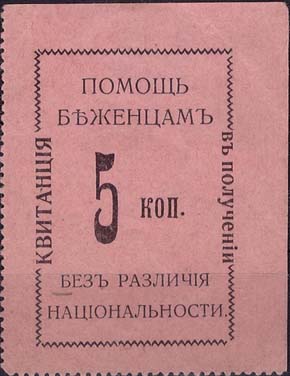 ПОМОЩЬ
БѢЖЕНЦАМЪ
КВИТАНЦІЯ
въ полученіи
5 коп.
БЕЗЪ РАЗЛИЧІЯ
НАЦІОНАЛЬНОСТИ.